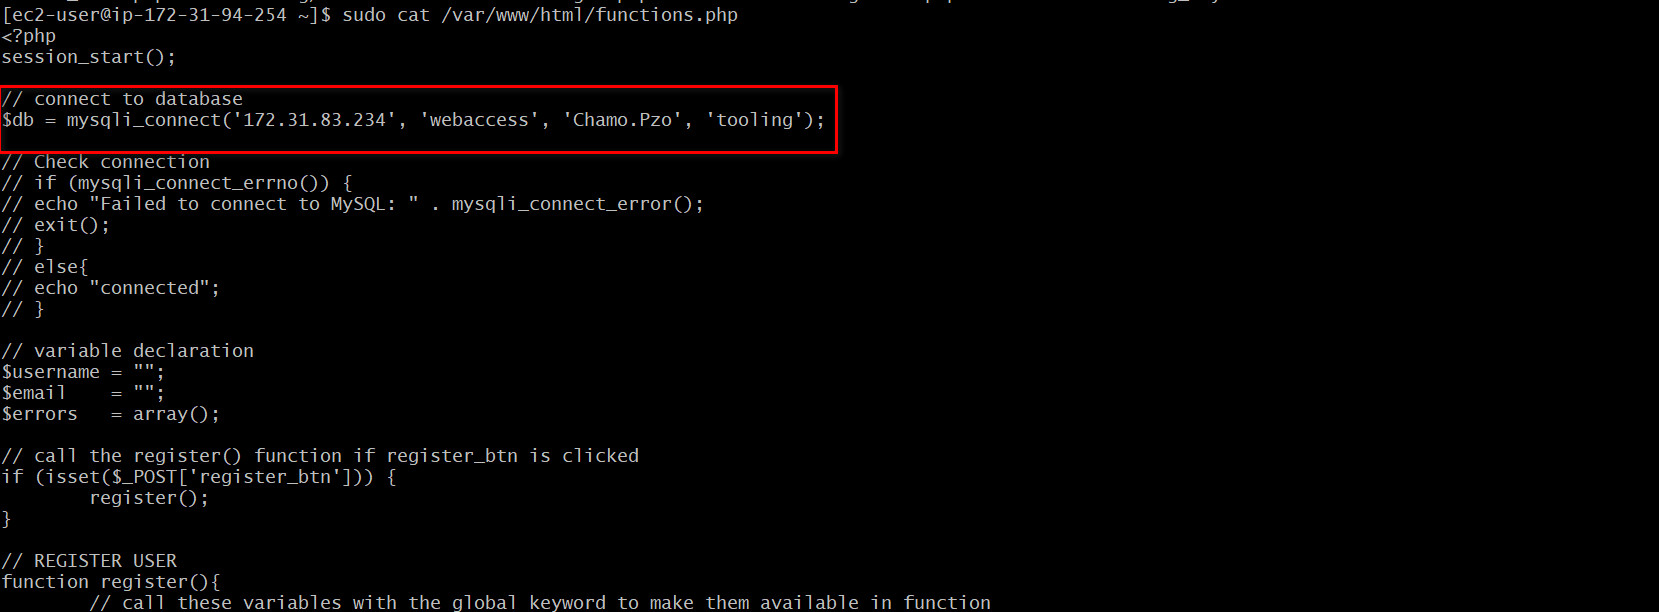 [ec2-user@ip-172-31-94-254 ~]$ sudo cat /var/www/html/functions.php
<?php
session_start();
// connect to database
$db = mysqli_connect('172.31.83.234', 'webaccess', 'Chamo.Pzo', 'tooling');
// Check connection
// if (mysqli_connect_errno()) {
// echo "Failed to connect to MySQL: " . mysqli_connect_error();
// exit();
// }
// else{
// echo "connected";
// }
// variable declaration
$username = "";
$email    = "";
$errors   = array();
// call the register() function if register_btn is clicked
if (isset($_POST['register_btn'])) {
        register();
}
// REGISTER USER
function register(){
        // call these variables with the global keyword to make them available in function